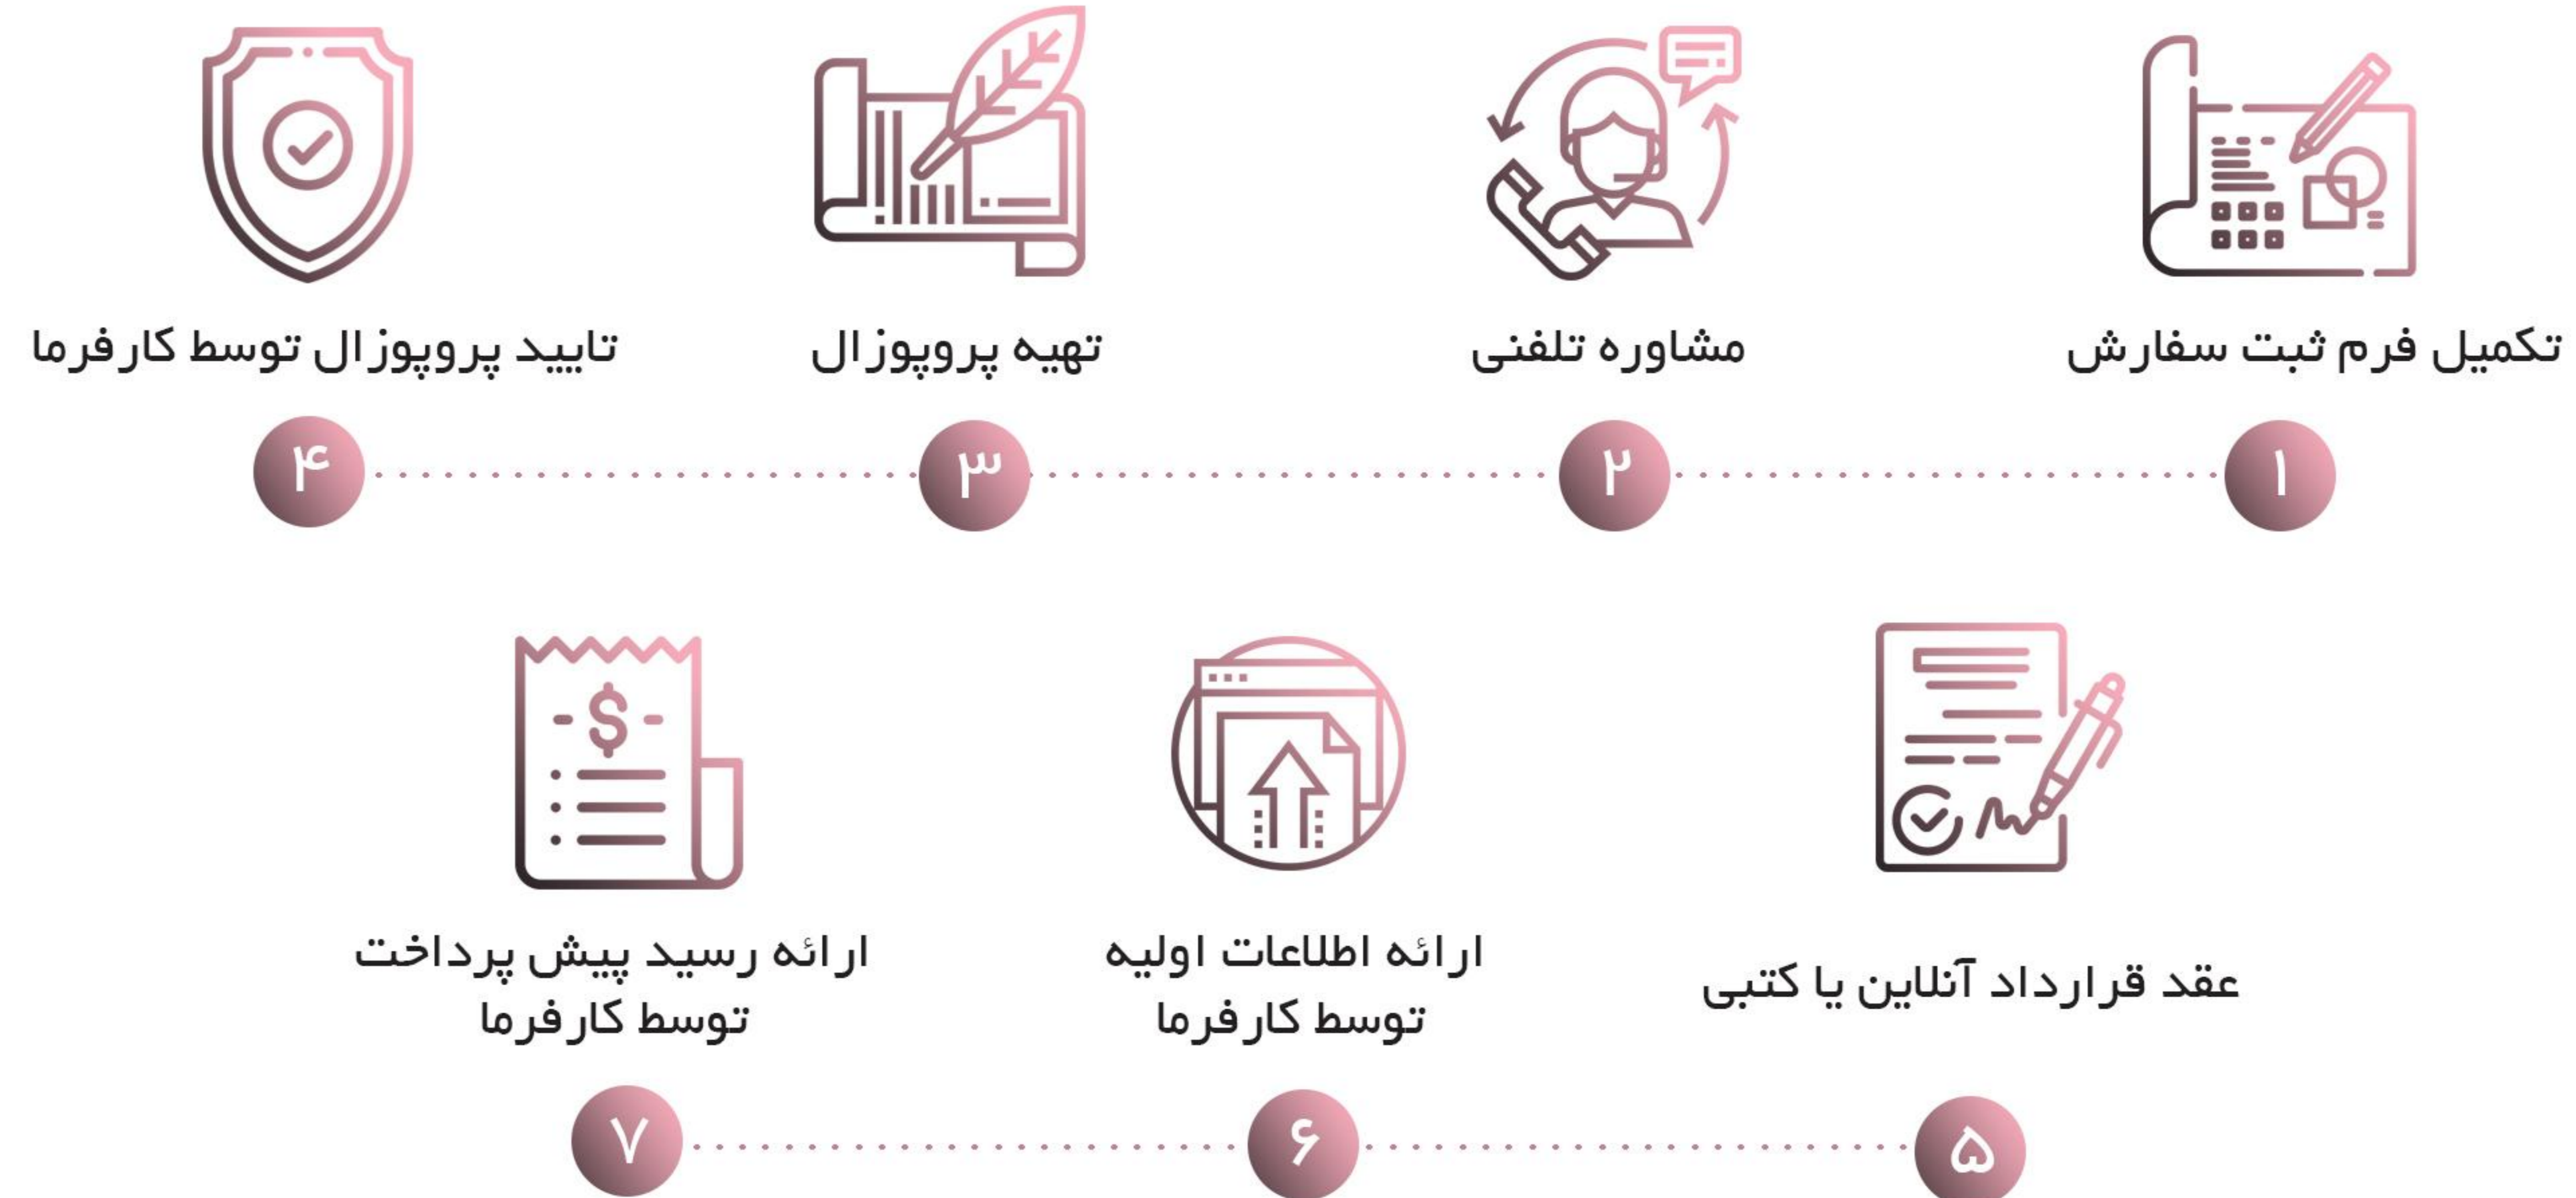 تکمیل فرم ثبت سفارش
مشاوره تلفنی
تهیه پروپوزال
تایید پروپوزال توسط کارفرما
۱
۲
۳
۴
عقد قرارداد آنلاین یا کتبی
ارائه اطلاعات اولیه
توسط کارفرما
ارائه رسید پیش پرداخت
توسط کارفرما
۵
۶
۷